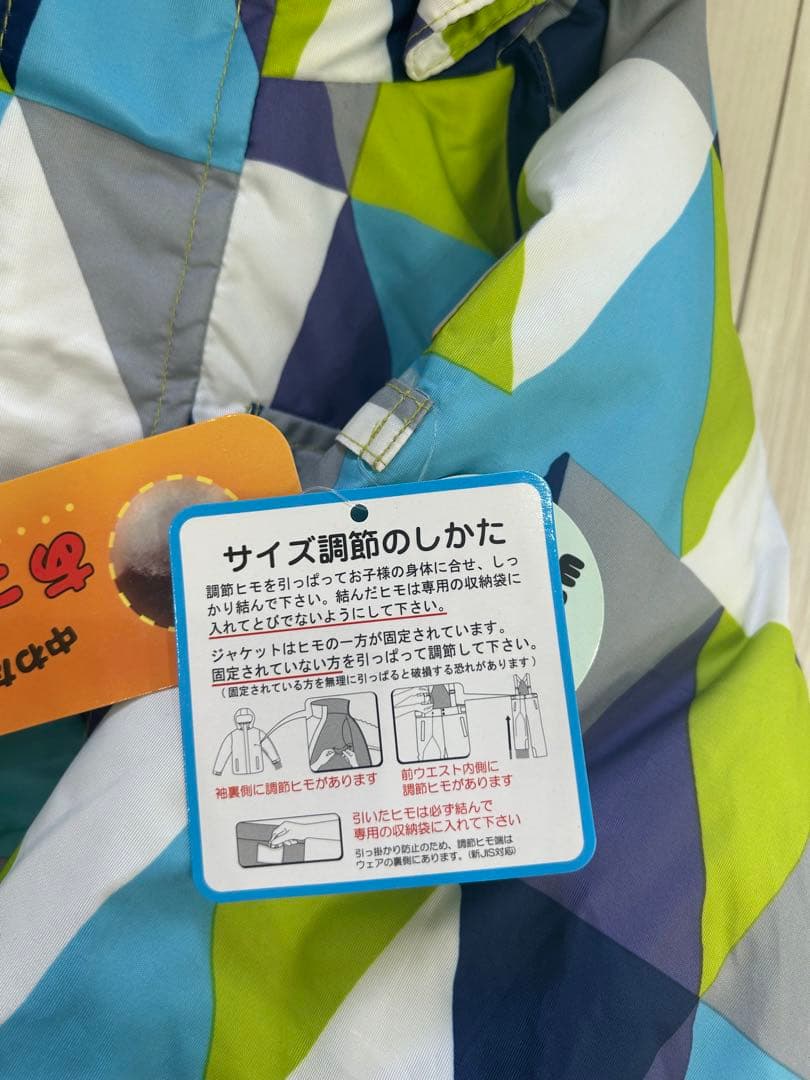 サイズ調節のしかた
調節ヒモを引っぱってお子様の身体に合せ、しっ
かり結んで下さい。結んだヒモは専用の収納袋に
入れてとびでないようにして下さい。
ジャケットはヒモの一方が固定されています。
固定されていない方を引っぱって調節して下さい。
(固定されている方を無理に引っぱると破損する恐れがあります)
袖裏側に調節ヒモがあります
前ウエスト内側に
調節ヒモがあります
引いたヒモは必ず結んで
専用の収納袋に入れて下さい
引っ掛かり防止のため、調節ヒモ端は
ウェアの裏側にあります。(新JIS対応)
中わた